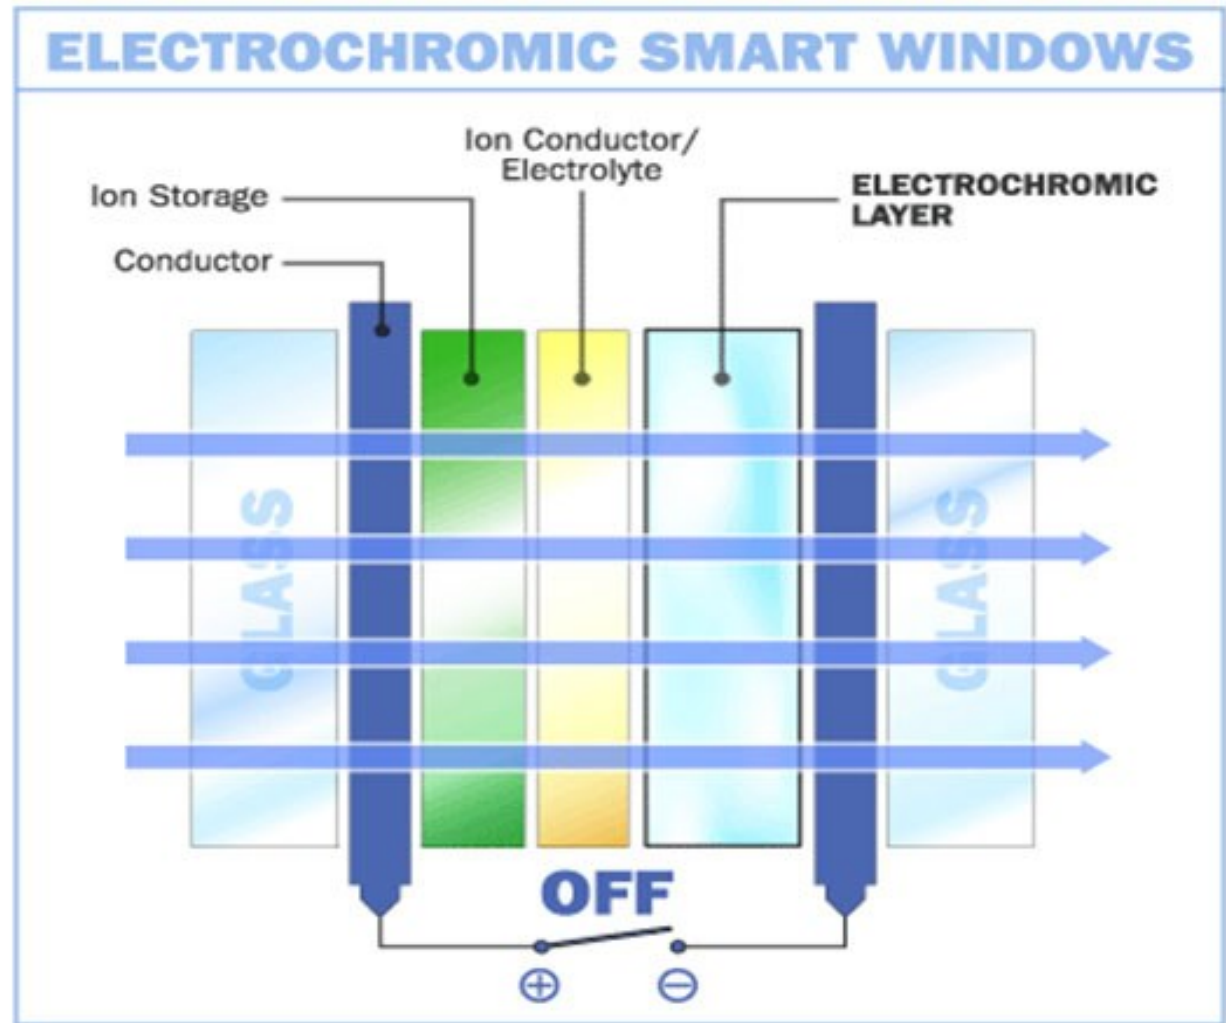 ELECTROCHROMIC SMART WINDOWS
Ion Conductor/
Electrolyte
Ion Storage
ELECTROCHROMIC
LAYER
Conductor
GLASS
GLASS
OFF
+ −